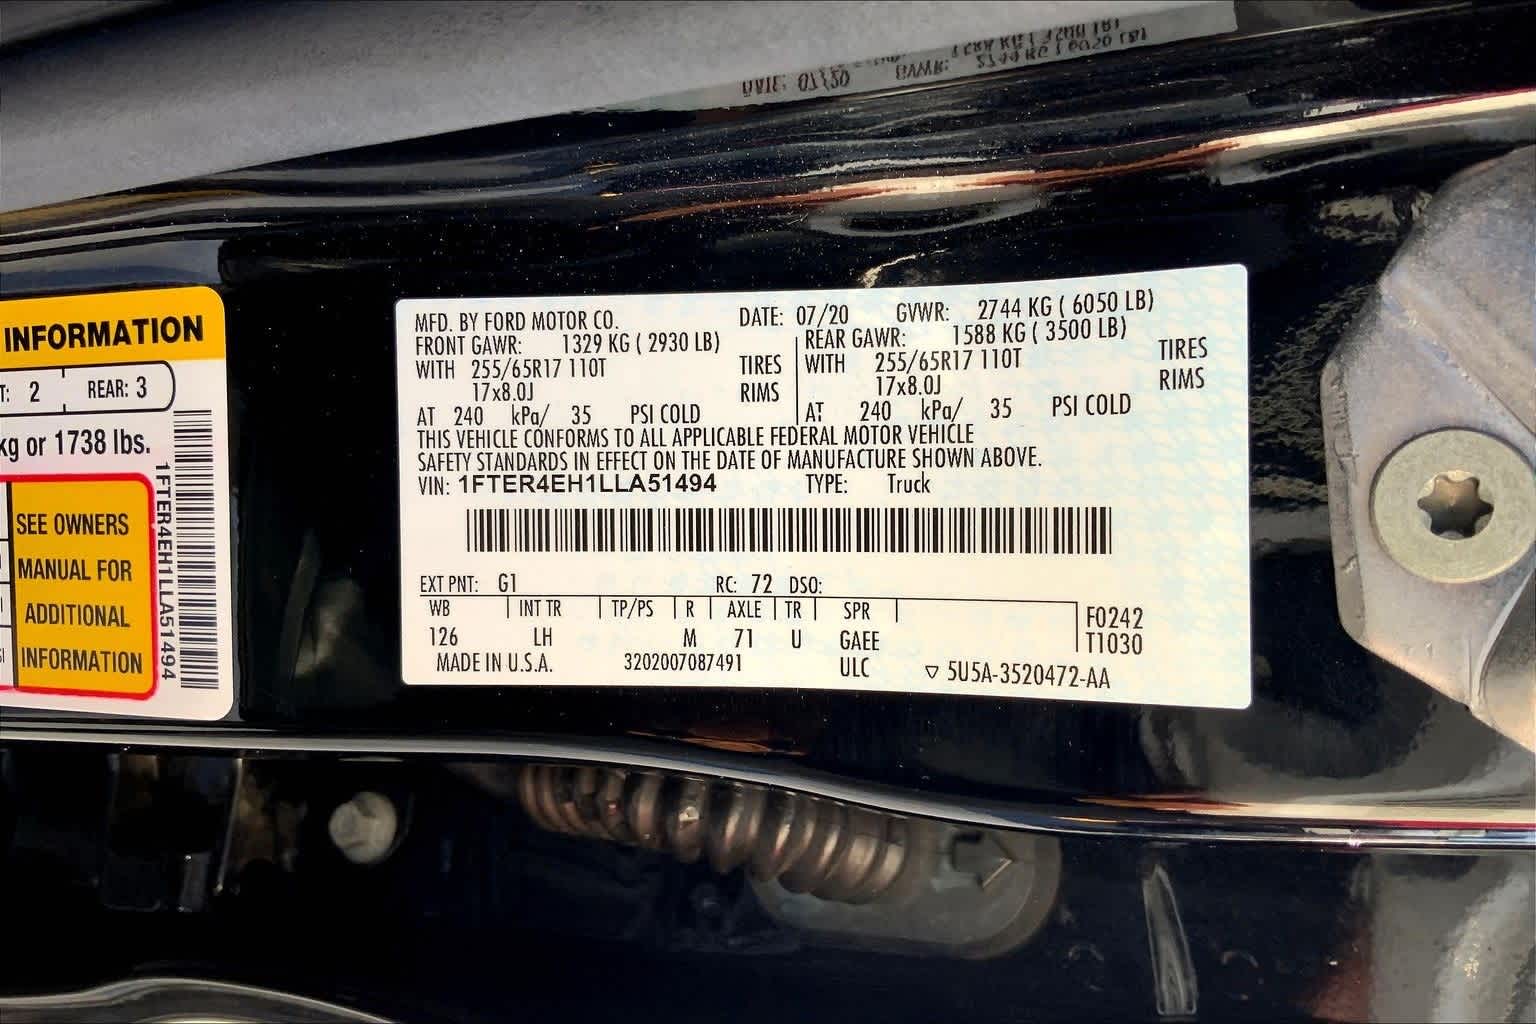 INFORMATION
T: 2 REAR: 3
kg or 1738 lbs.
SEE OWNERS
MANUAL FOR
ADDITIONAL
INFORMATION
1FTER4EH1LLA51494
MFD. BY FORD MOTOR CO. DATE: 07/20 GVWR: 2744 KG ( 6050 LB)
FRONT GAWR: 1329 KG ( 2930 LB) REAR GAWR: 1588 KG ( 3500 LB)
WITH 255/65R17 110T TIRES WITH 255/65R17 110T TIRES
17x8.0J RIMS 17x8.0J RIMS
AT 240 kPa/ 35 PSI COLD AT 240 kPa/ 35 PSI COLD
THIS VEHICLE CONFORMS TO ALL APPLICABLE FEDERAL MOTOR VEHICLE
SAFETY STANDARDS IN EFFECT ON THE DATE OF MANUFACTURE SHOWN ABOVE.
VIN: 1FTER4EH1LLA51494 TYPE: Truck
EXT PNT: G1 RC: 72 DSO:
WB INT TR TP/PS R AXLE TR SPR F0242
126 LH M 71 U GAEE T1030
MADE IN U.S.A. 3202007087491 ULC ▽ 5U5A-3520472-AA